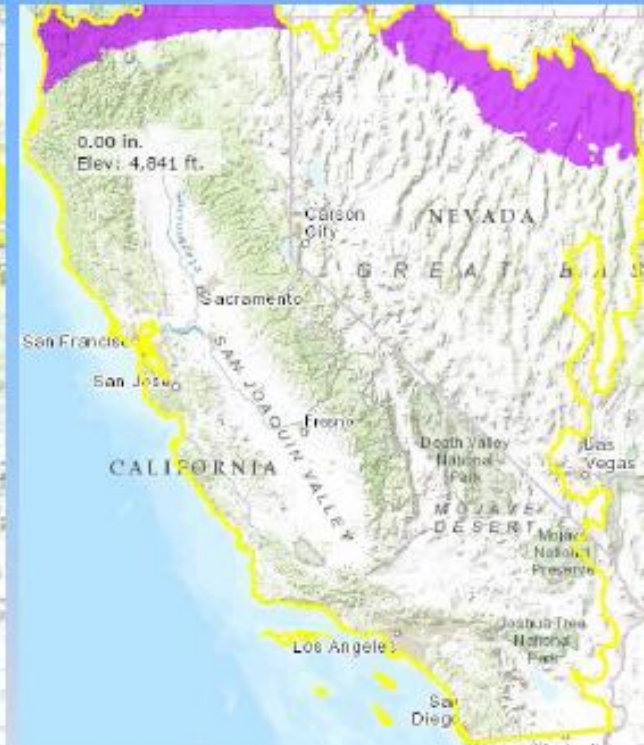 0.00 in.
Elev: 4,841 ft.
Carson
City
NEVADA
GREAT BAS
Sacramento
San Francisc
San Jose
SAN JOAQUIN VALLEY
Fresno
Death Valley
National
Park
Las
Vegas
CALIFORNIA
MOJAVE
DESERT
Mojave
National
Preserve
Joshua Tree
National
Park
Los Angeles
San
Diego